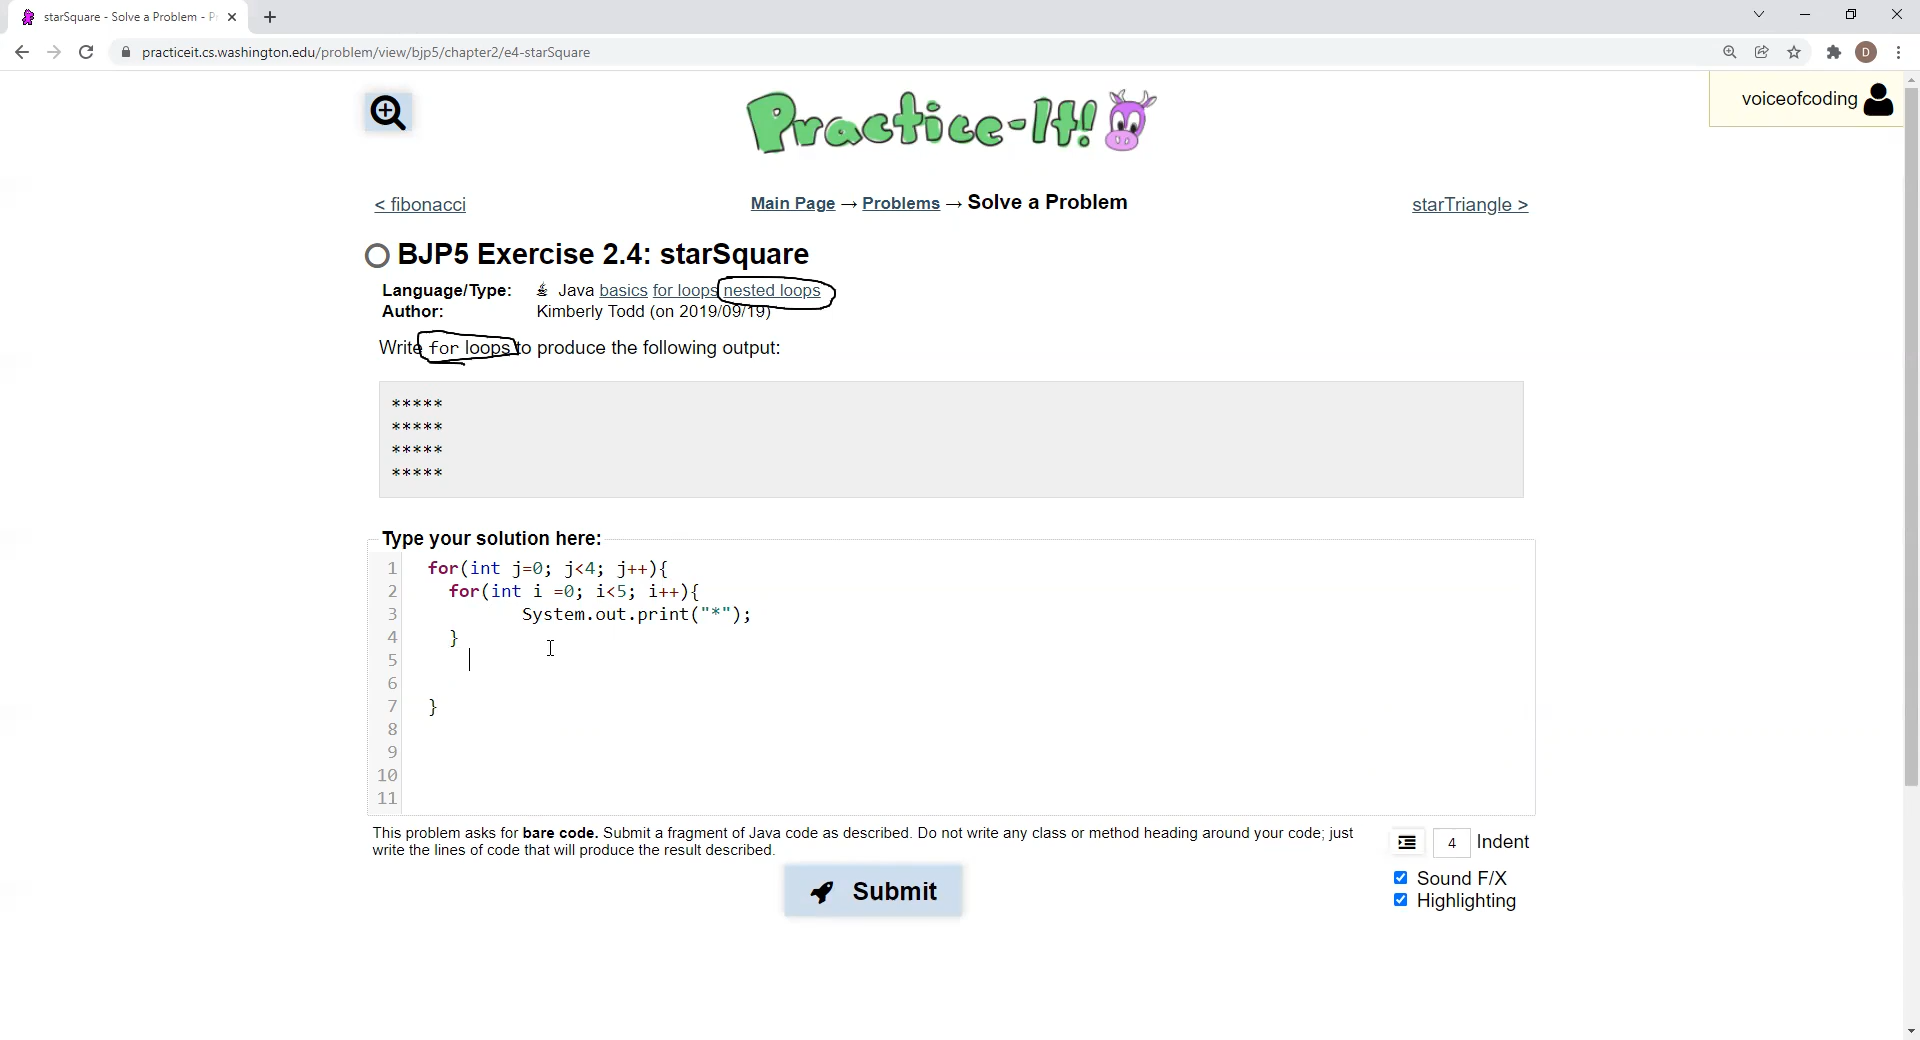 starSquare - Solve a Problem - P
practiceit.cs.washington.edu/problem/view/bjp5/chapter2/e4-starSquare
D
Practice-It!
voiceofcoding
< fibonacci
Main Page → Problems → Solve a Problem
starTriangle >
BJP5 Exercise 2.4: starSquare
Language/Type: Java basics for loops nested loops
Author: Kimberly Todd (on 2019/09/19)
Write for loops to produce the following output:
*****
*****
*****
*****
Type your solution here:
1 for(int j=0; j<4; j++){
2 for(int i =0; i<5; i++){
3 System.out.print("*");
4 }
5
6
7 }
8
9
10
11
This problem asks for bare code. Submit a fragment of Java code as described. Do not write any class or method heading around your code; just
write the lines of code that will produce the result described.
4 Indent
Sound F/X
Highlighting
Submit